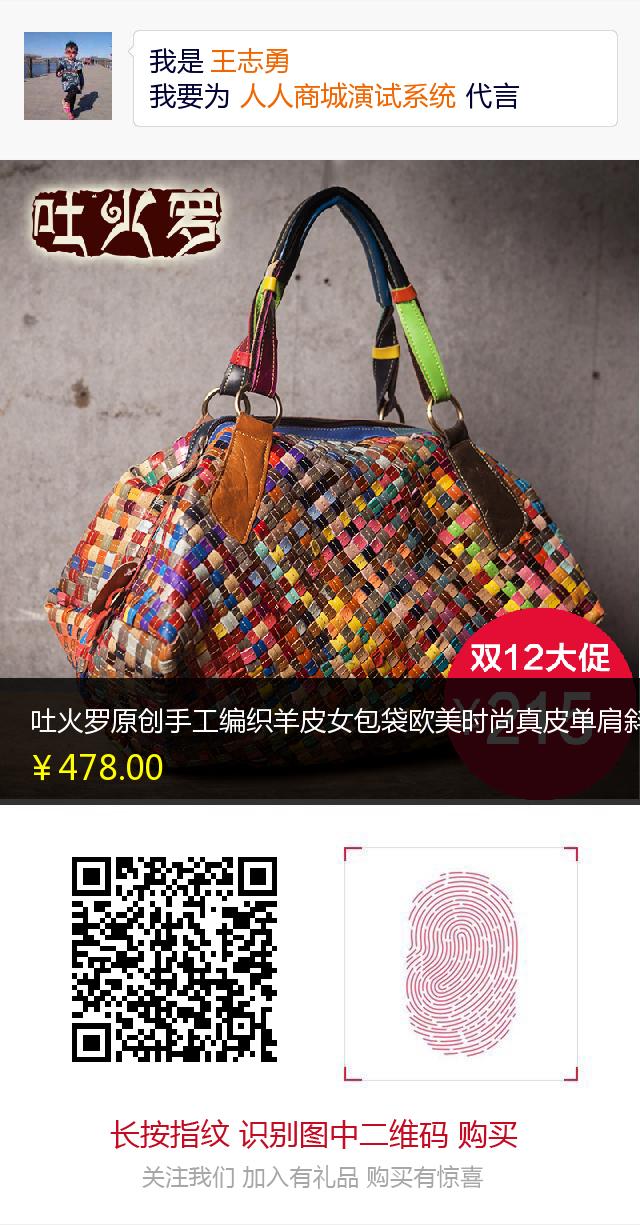 我是 王志勇
我要为 人人商城演试系统 代言
吐火罗
双12大促
¥215
吐火罗原创手工编织羊皮女包袋欧美时尚真皮单肩斜
¥478.00
长按指纹 识别图中二维码 购买
关注我们 加入有礼品 购买有惊喜